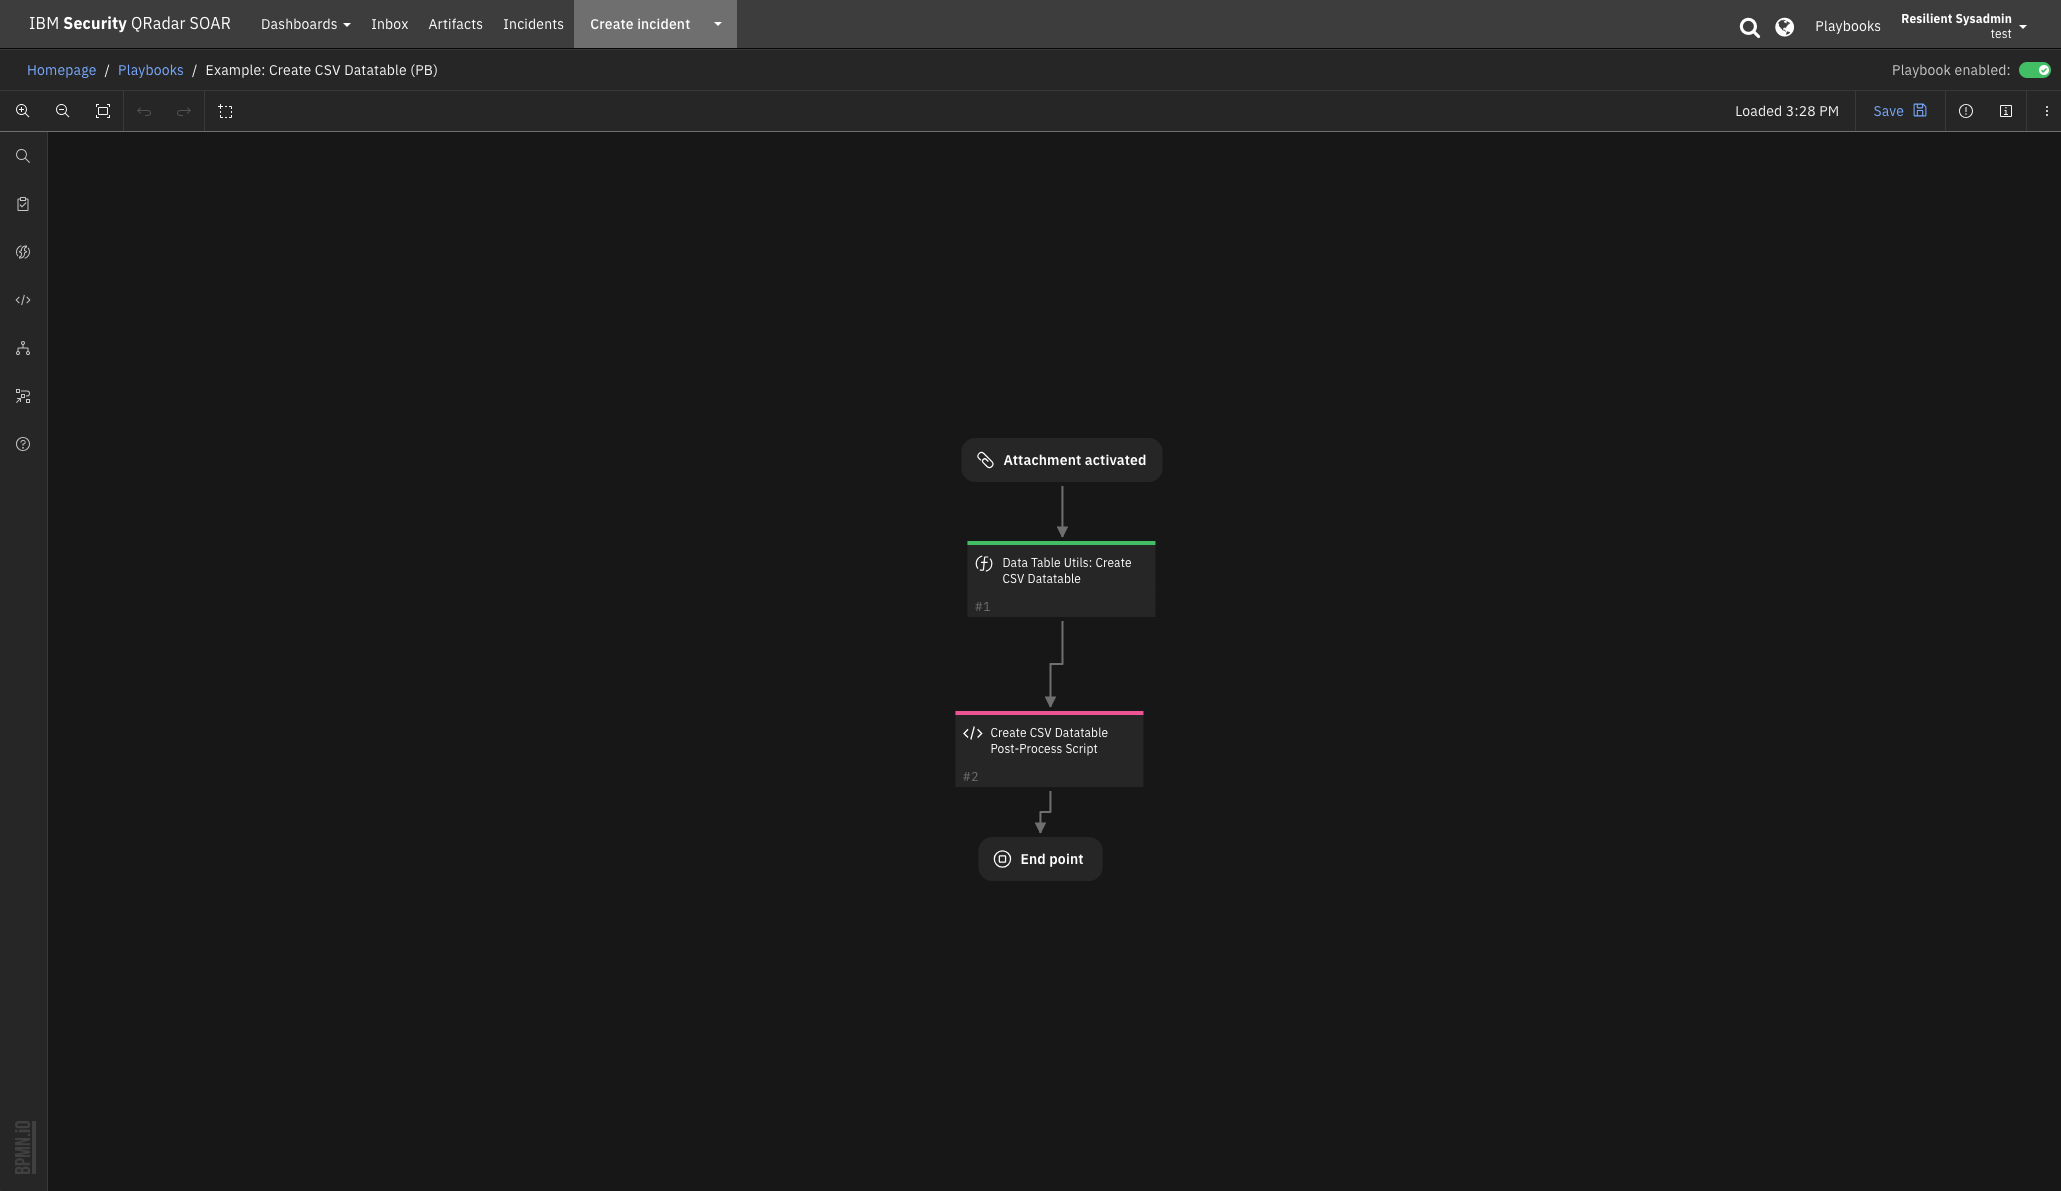 IBM Security QRadar SOAR Dashboards Inbox Artifacts Incidents Create incident Playbooks Resilient Sysadmin
test
Homepage / Playbooks / Example: Create CSV Datatable (PB) Playbook enabled:
Loaded 3:28 PM Save
Attachment activated
Data Table Utils: Create
CSV Datatable
#1
Create CSV Datatable
Post-Process Script
#2
End point
BPMN.iO